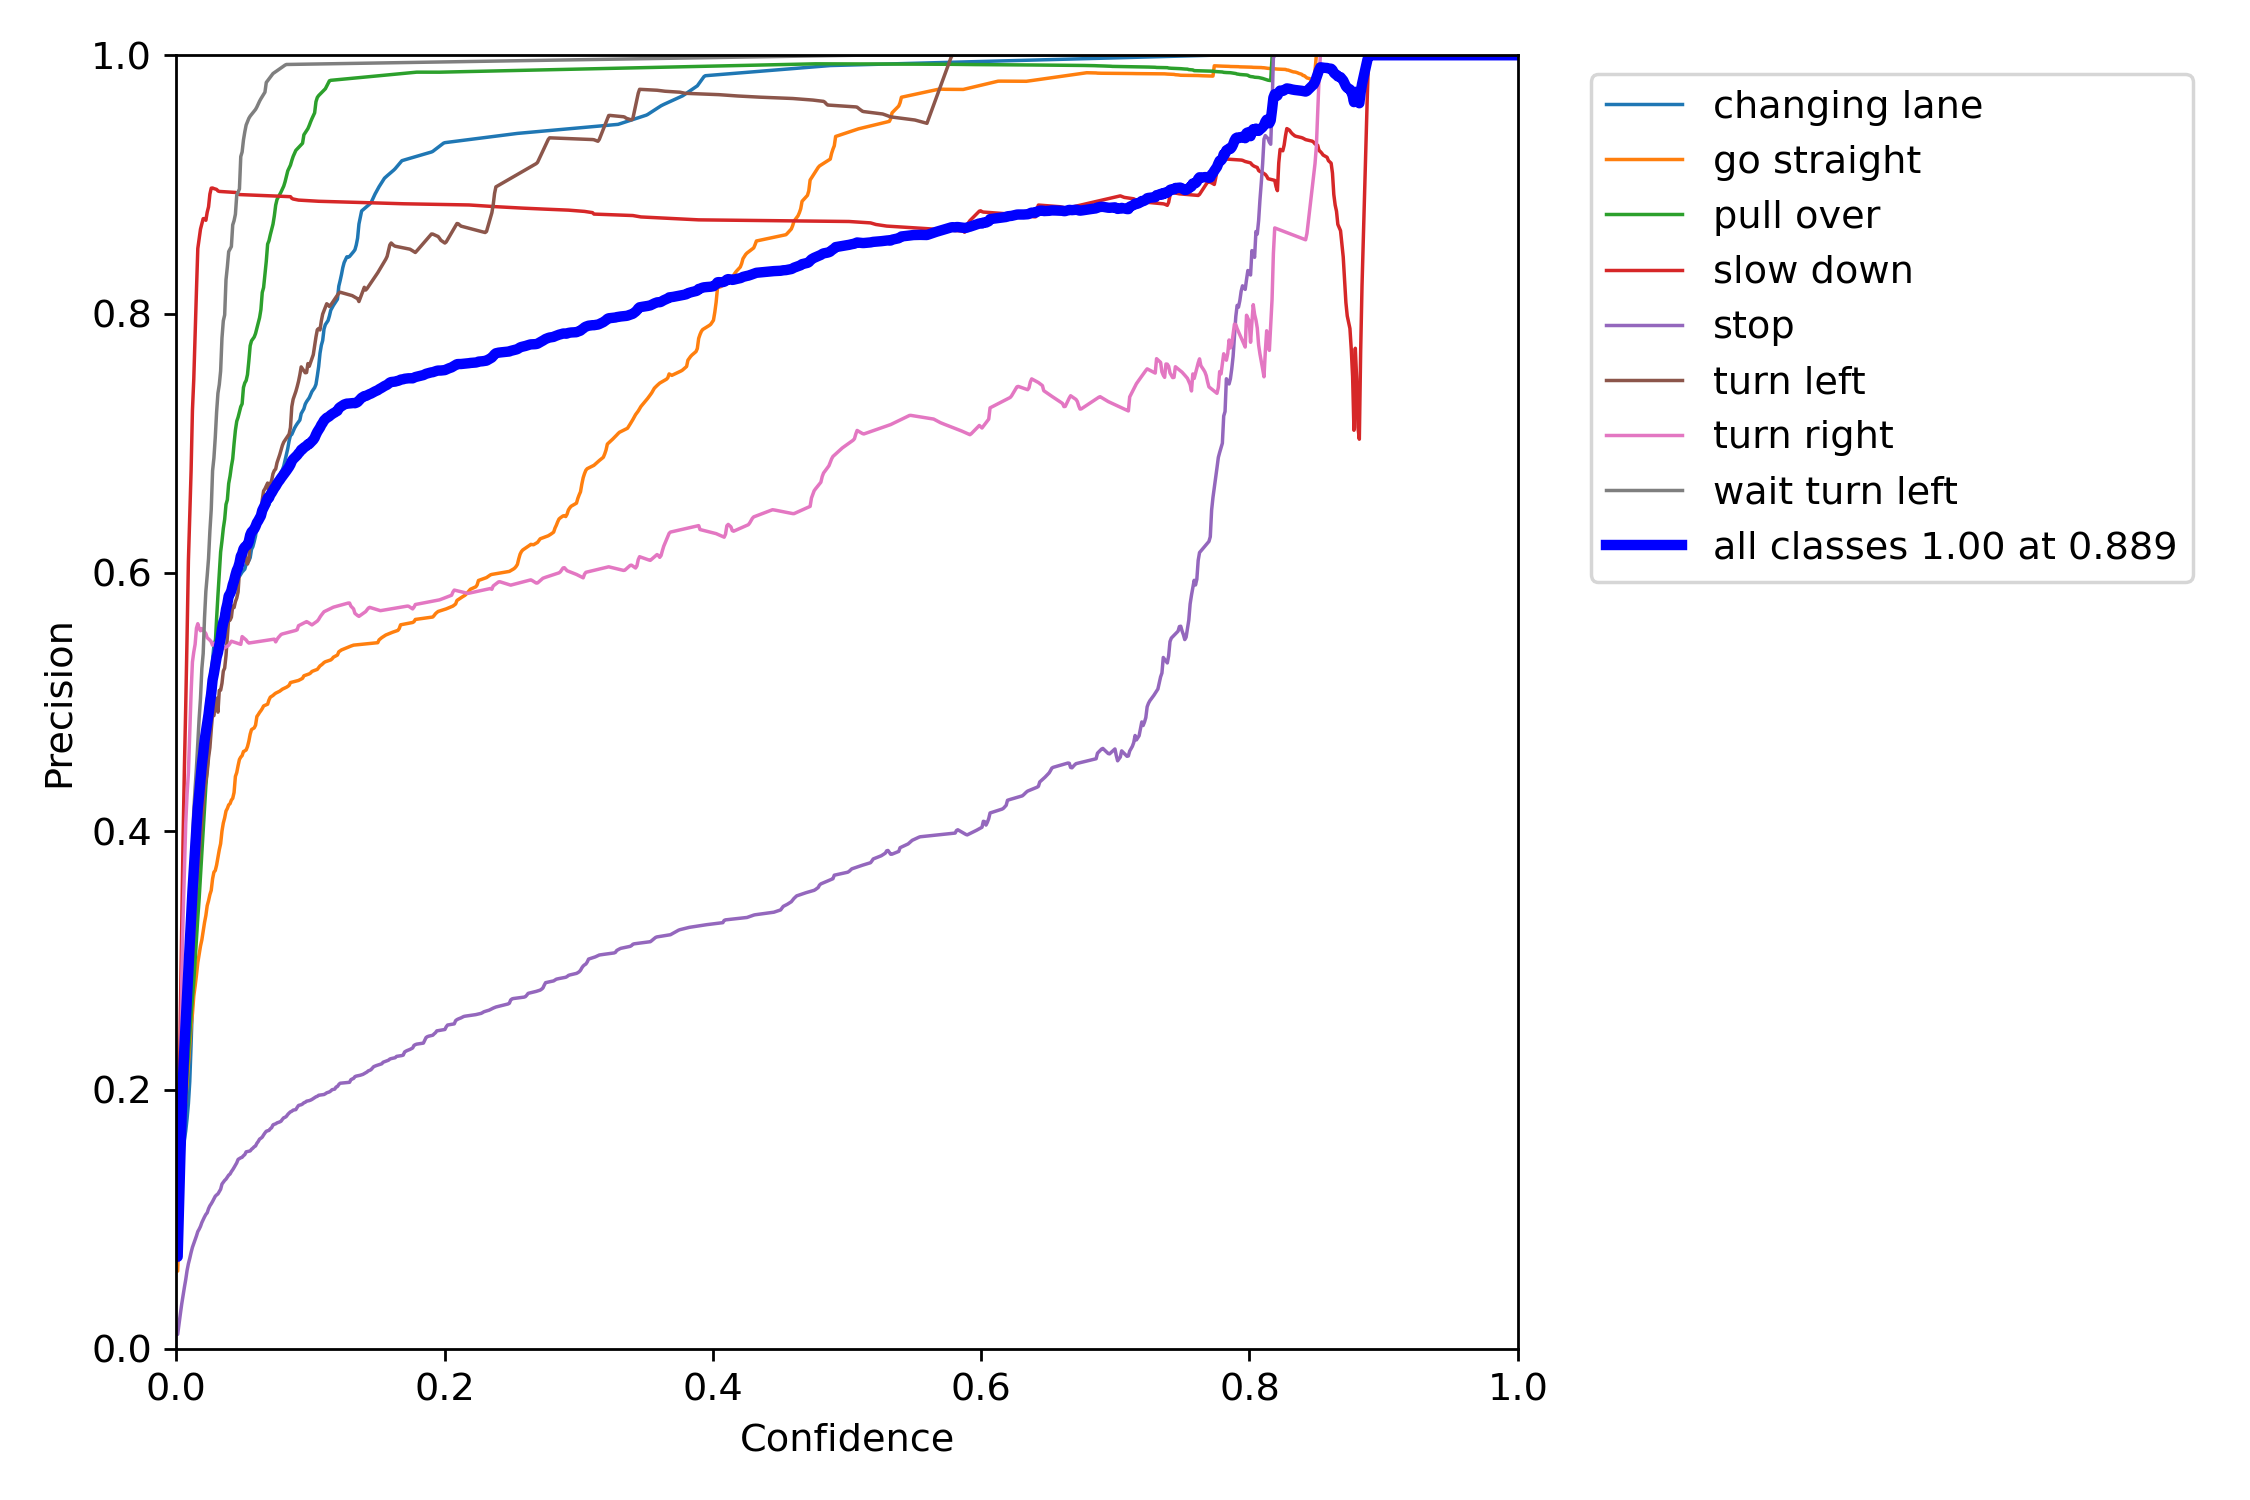 1.0
0.8
0.6
0.4
0.2
0.0
Precision
0.0 0.2 0.4 0.6 0.8 1.0
Confidence
changing lane
go straight
pull over
slow down
stop
turn left
turn right
wait turn left
all classes 1.00 at 0.889